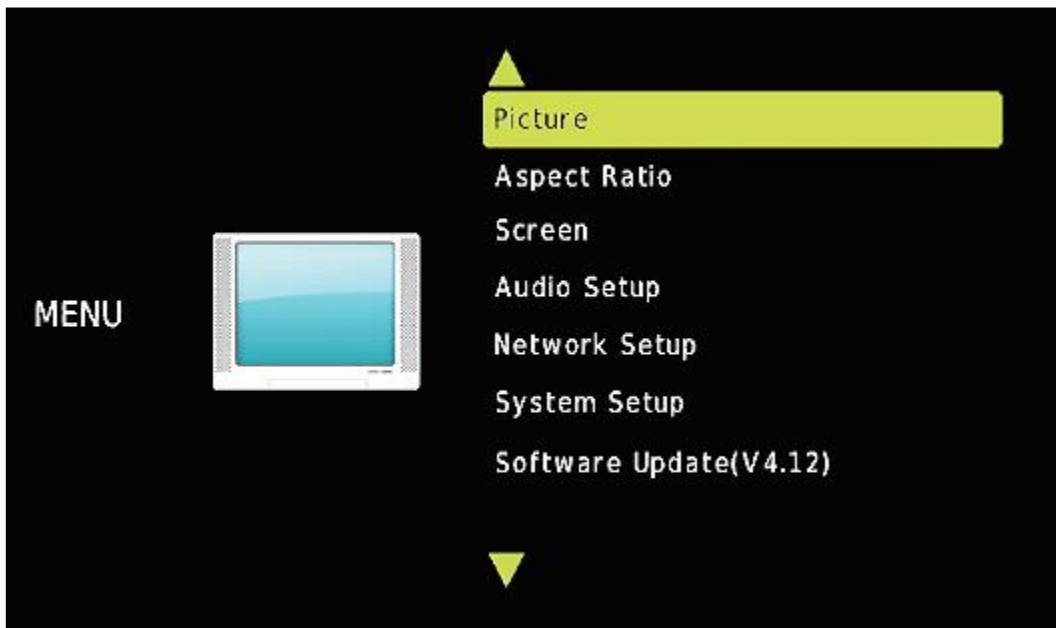 Picture
Aspect Ratio
Screen
Audio Setup
MENU
Network Setup
System Setup
Software Update(V4.12)